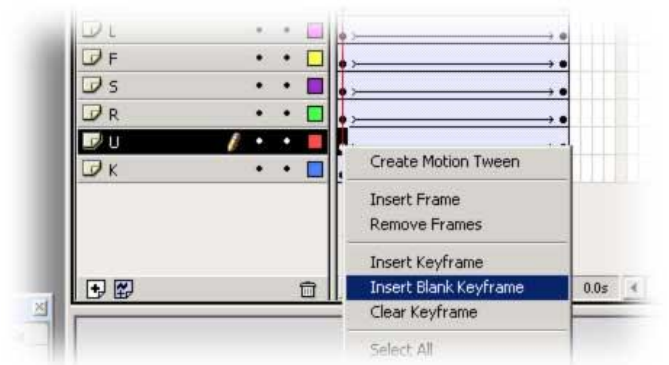 L
F
S
R
U
K
Create Motion Tween
Insert Frame
Remove Frames
Insert Keyframe
Insert Blank Keyframe
0.0s
Clear Keyframe
Select All